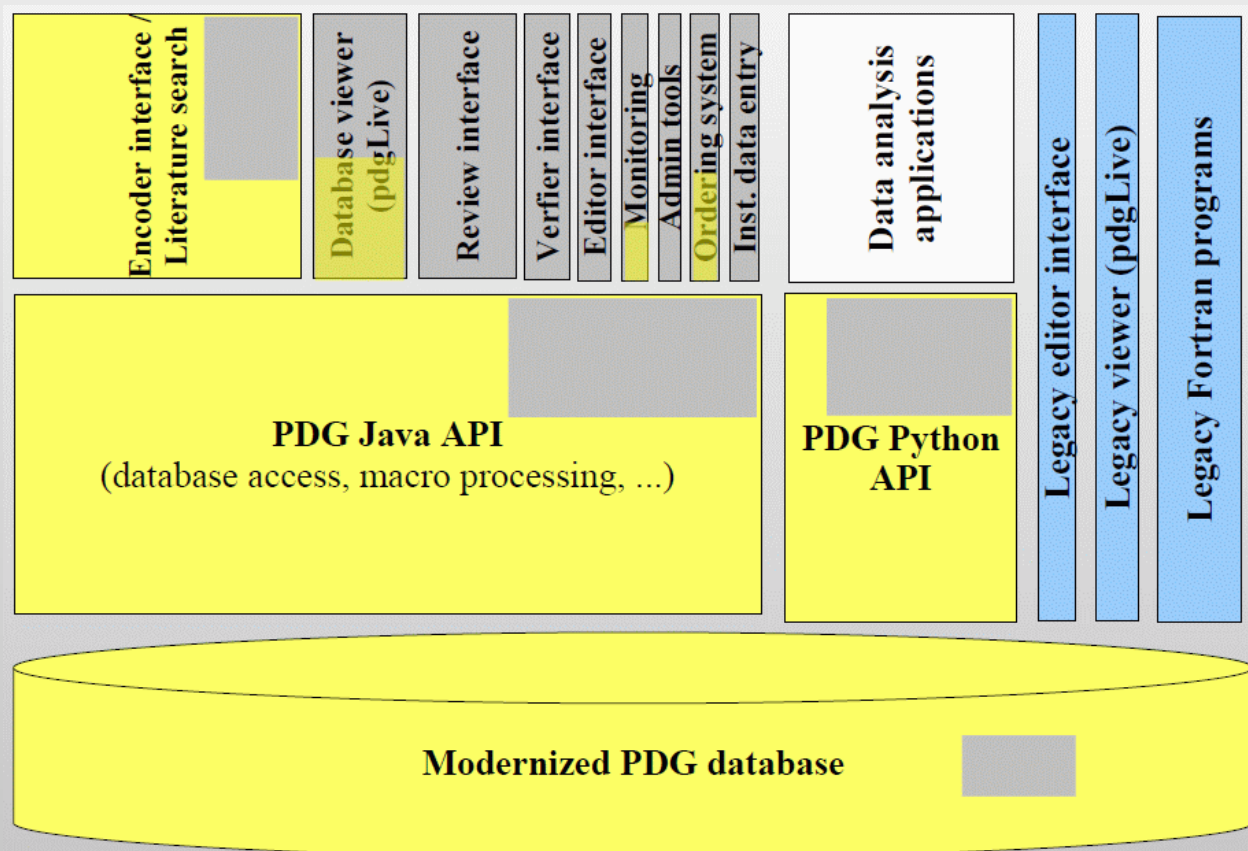 Encoder interface /
Literature search
Database viewer
(pdgLive)
Review interface
Verfier interface
Editor interface
Monitoring
Admin tools
Ordering system
Inst. data entry
Data analysis
applications
Legacy editor interface
Legacy viewer (pdgLive)
Legacy Fortran programs
PDG Java API
(database access, macro processing, ...)
PDG Python
API
Modernized PDG database